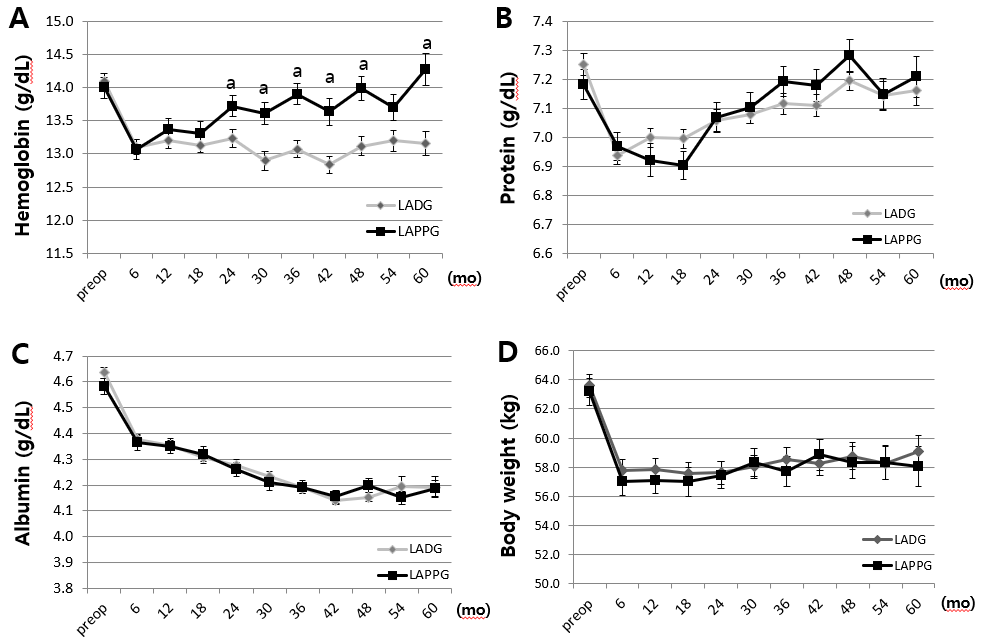 A
Hemoglobin (g/dL)
15.0
14.5
14.0
13.5
13.0
12.5
12.0
11.5
a a a a a a
LADG
LAPPG
preop 6 12 18 24 30 36 42 48 54 60 (mo)
B
Protein (g/dL)
7.4
7.3
7.2
7.1
7.0
6.9
6.8
6.7
6.6
LADG
LAPPG
preop 6 12 18 24 30 36 42 48 54 60 (mo)
C
Albumin (g/dL)
4.7
4.6
4.5
4.4
4.3
4.2
4.1
4.0
3.9
3.8
LADG
LAPPG
preop 6 12 18 24 30 36 42 48 54 60 (mo)
D
Body weight (kg)
66.0
64.0
62.0
60.0
58.0
56.0
54.0
52.0
50.0
LADG
LAPPG
preop 6 12 18 24 30 36 42 48 54 60 (mo)